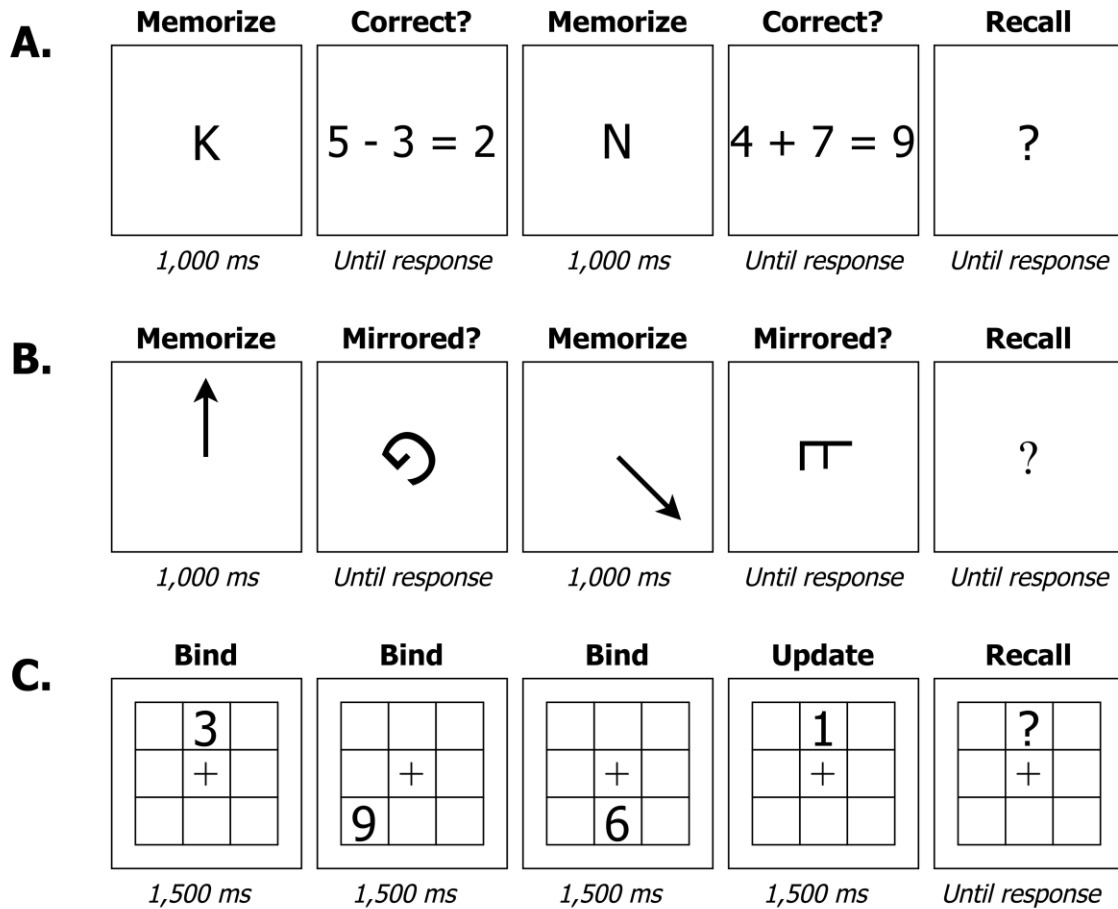 A.
Memorize Correct? Memorize Correct? Recall
K 5 - 3 = 2 N 4 + 7 = 9 ?
1,000 ms Until response 1,000 ms Until response Until response
B.
Memorize Mirrored? Memorize Mirrored? Recall
G F ?
1,000 ms Until response 1,000 ms Until response Until response
C.
Bind Bind Bind Update Recall
3 1 ?
+ + + + +
9 6
1,500 ms 1,500 ms 1,500 ms 1,500 ms Until response